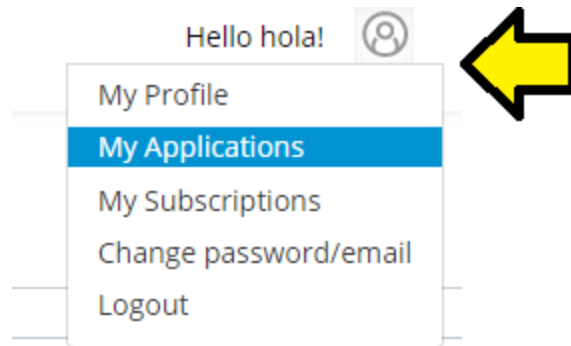 Hello hola!
My Profile
My Applications
My Subscriptions
Change password/email
Logout